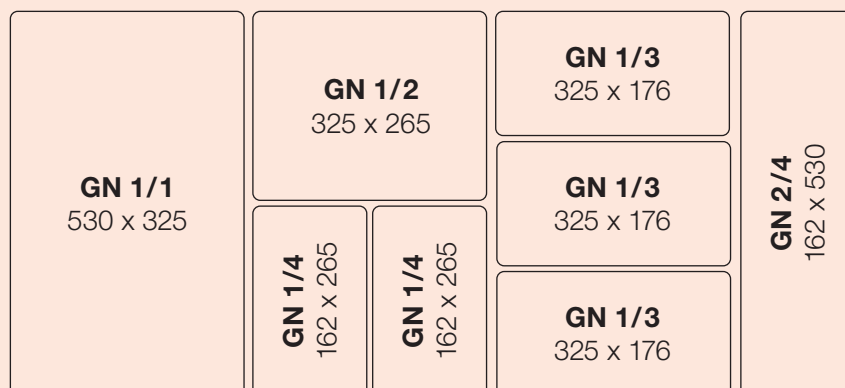 GN 1/1
530 x 325
GN 1/2
325 x 265
GN 1/4
162 x 265
GN 1/4
162 x 265
GN 1/3
325 x 176
GN 1/3
325 x 176
GN 1/3
325 x 176
GN 2/4
162 x 530